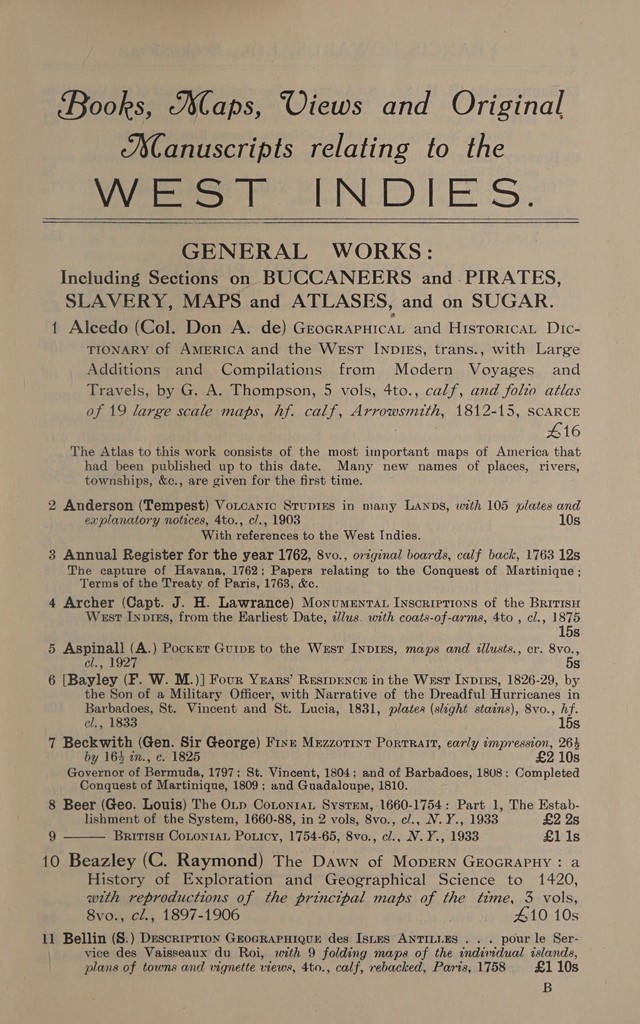 Books, Maps, Views and Original
Manuscripts relating to the
WEST INDIES.
GENERAL WORKS:
Including Sections on BUCCANEERS and PIRATES,
SLAVERY, MAPS and ATLASES, and on SUGAR.
1 Alcedo (Col. Don A. de) GEOGRAPHICAL and HISTORICAL DIC-
TIONARY of AMERICA and the WEST INDIES, trans., with Large
Additions and Compilations from Modern Voyages and
Travels, by G. A. Thompson, 5 vols, 4to., calf, and folio atlas
of 19 large scale maps, hf. calf, Arrowsmith, 1812-15, SCARCE
£16
The Atlas to this work consists of the most important maps of America that
had been published up to this date. Many new names of places, rivers,
townships, &c., are given for the first time.
2 Anderson (Tempest) VOLCANIC STUDIES in many LANDS, with 105 plates and
explanatory notices, 4to., cl., 1903 10s
With references to the West Indies.
3 Annual Register for the year 1762, 8vo., original boards, calf back, 1763 12s
The capture of Havana, 1762; Papers relating to the Conquest of Martinique;
Terms of the Treaty of Paris, 1763, &c.
4 Archer (Capt. J. H. Lawrance) MONUMENTAL INSCRIPTIONS of the BRITISH
WEST INDIES, from the Earliest Date, illus. with coats-of-arms, 4to, cl., 1875
15s
5 Aspinall (A.) POCKET GUIDE to the WEST INDIES, maps and illusts., cr. 8vo.,
cl., 1927 5s
6 [Bayley (F. W. M.)] FOUR YEARS' RESIDENCE in the WEST INDIES, 1826-29, by
the Son of a Military Officer, with Narrative of the Dreadful Hurricanes in
Barbadoes, St. Vincent and St. Lucia, 1831, plates (slight stains), 8vo., hf.
cl., 1833 15s
7 Beckwith (Gen. Sir George) FINE MEZZOTINT PORTRAIT, early impression, 26¾
by 16¾ in., c. 1825 £2 10s
Governor of Bermuda, 1797; St. Vincent, 1804; and of Barbadoes, 1808; Completed
Conquest of Martinique, 1809; and Guadaloupe, 1810.
8 Beer (Geo. Louis) The OLD COLONIAL SYSTEM, 1660-1754: Part 1, The Estab-
lishment of the System, 1660-88, in 2 vols, 8vo., cl., N.Y., 1933 £2 2s
9 ——— BRITISH COLONIAL POLICY, 1754-65, 8vo., cl., N.Y., 1933 £1 1s
10 Beazley (C. Raymond) The DAWN of MODERN GEOGRAPHY: a
History of Exploration and Geographical Science to 1420,
with reproductions of the principal maps of the time, 3 vols,
8vo., cl., 1897-1906 £10 10s
11 Bellin (S.) DESCRIPTION GEOGRAPHIQUE des ISLES ANTILLES . . . pour le Ser-
vice des Vaisseaux du Roi, with 9 folding maps of the individual islands,
plans of towns and vignette views, 4to., calf, rebacked, Paris, 1758 £1 10s
B